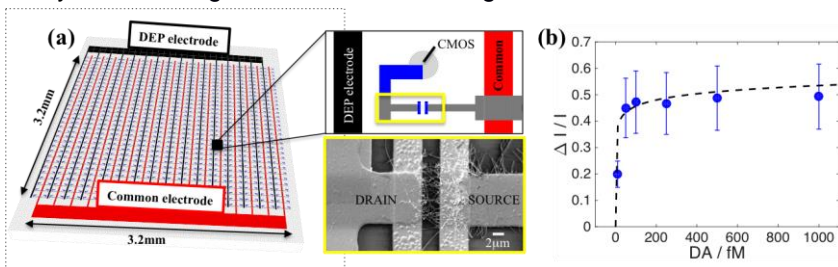 (a)
DEP electrode
3.2mm
Common electrode
3.2mm
DEP electrode
CMOS
Common
DRAIN
SOURCE
2μm
(b)
Δ I / I
0.7
0.6
0.5
0.4
0.3
0.2
0.1
0
0 200 400 600 800 1000
DA / fM